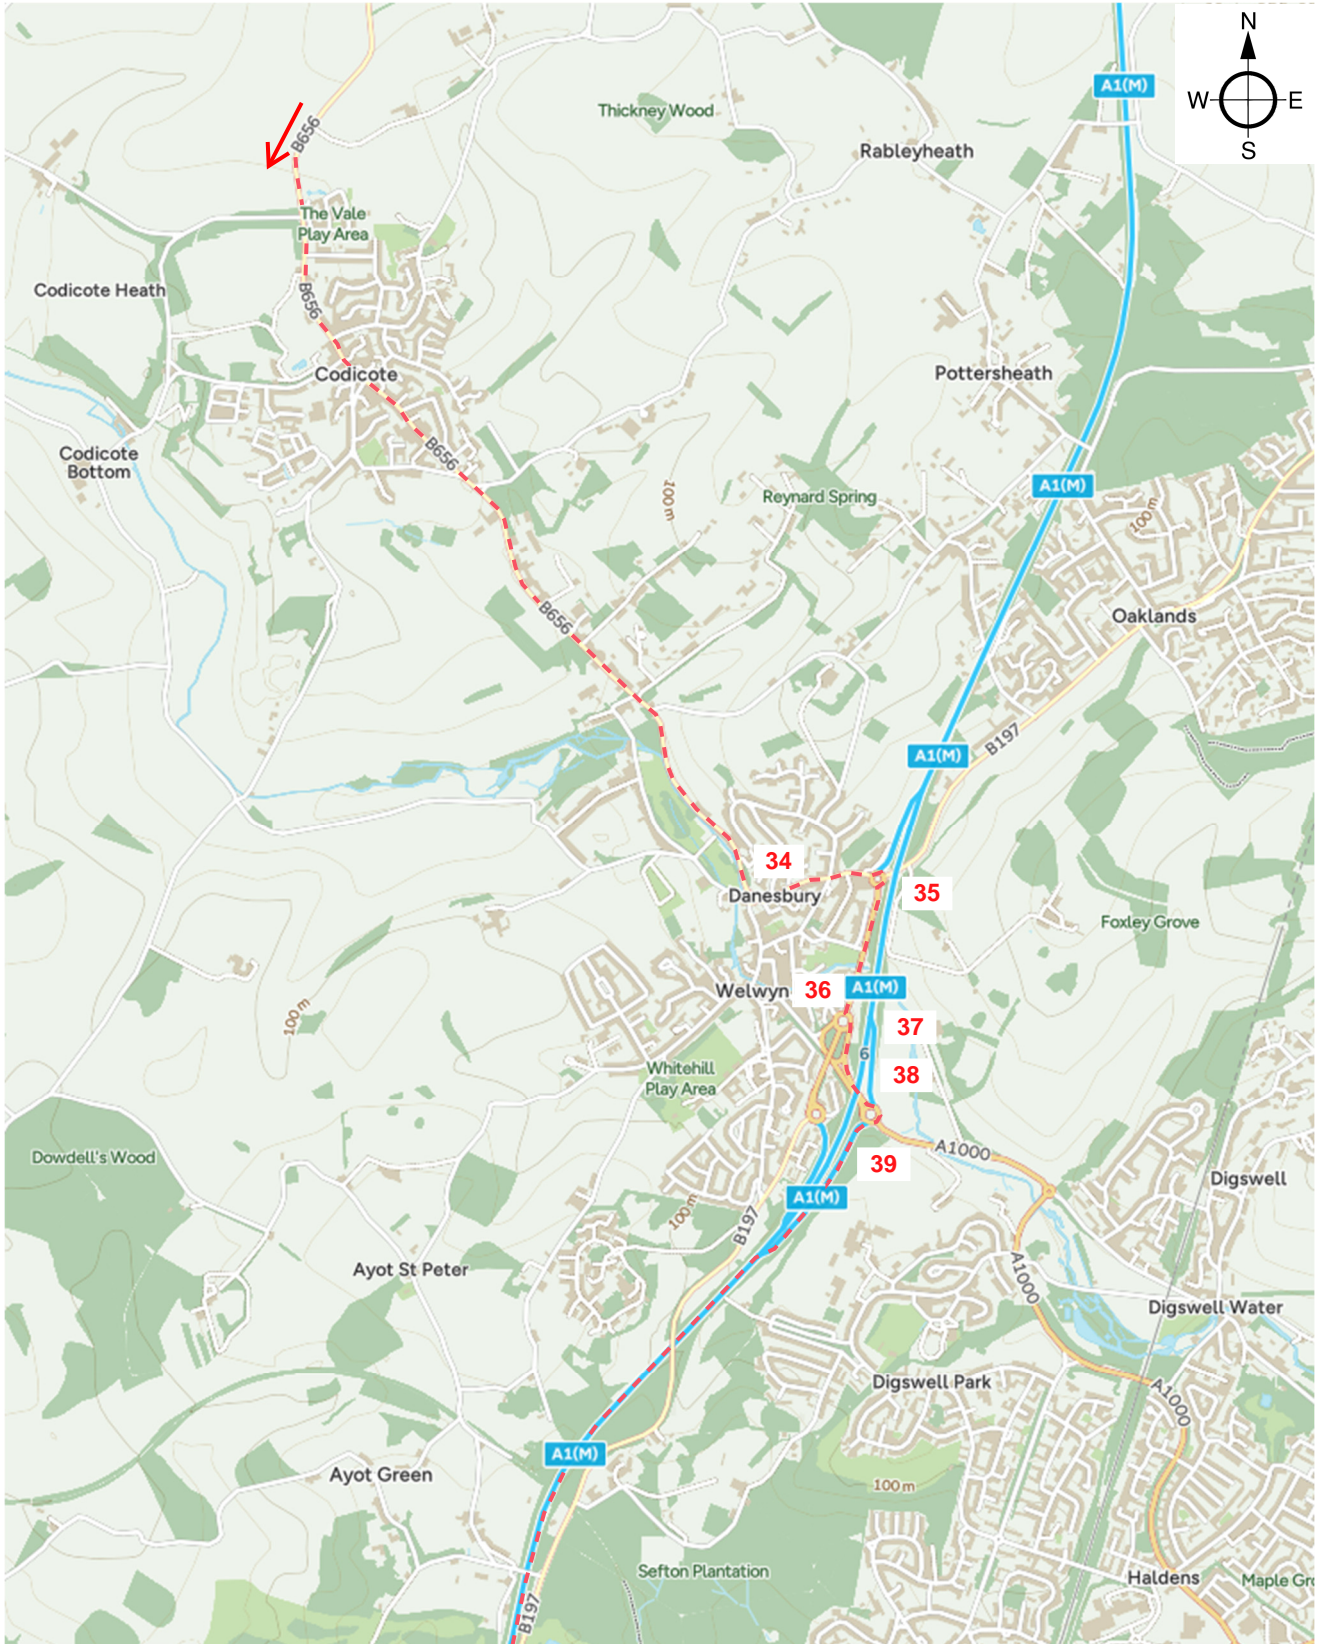 N
A1(M)
W
E
Thickney Wood
B656
Rableyheath
S
The Vale
Play Area
Codicote Heath
B656
Pottersheath
Codicote
Codicote
Bottom
B656
A1(M)
100 m
Reynard Spring
100 m
B656
Oaklands
B197
A1(M)
34
Danesbury
35
Foxley Grove
Welwyn
36
A1(M)
100 m
37
6
Whitehill
Play Area
38
Dowdell's Wood
A1000
39
Digswell
A1(M)
100 m
B197
Ayot St Peter
A1000
Digswell Water
Digswell Park
A1000
A1(M)
Ayot Green
100 m
Sefton Plantation
Haldens
Maple Gro
B197